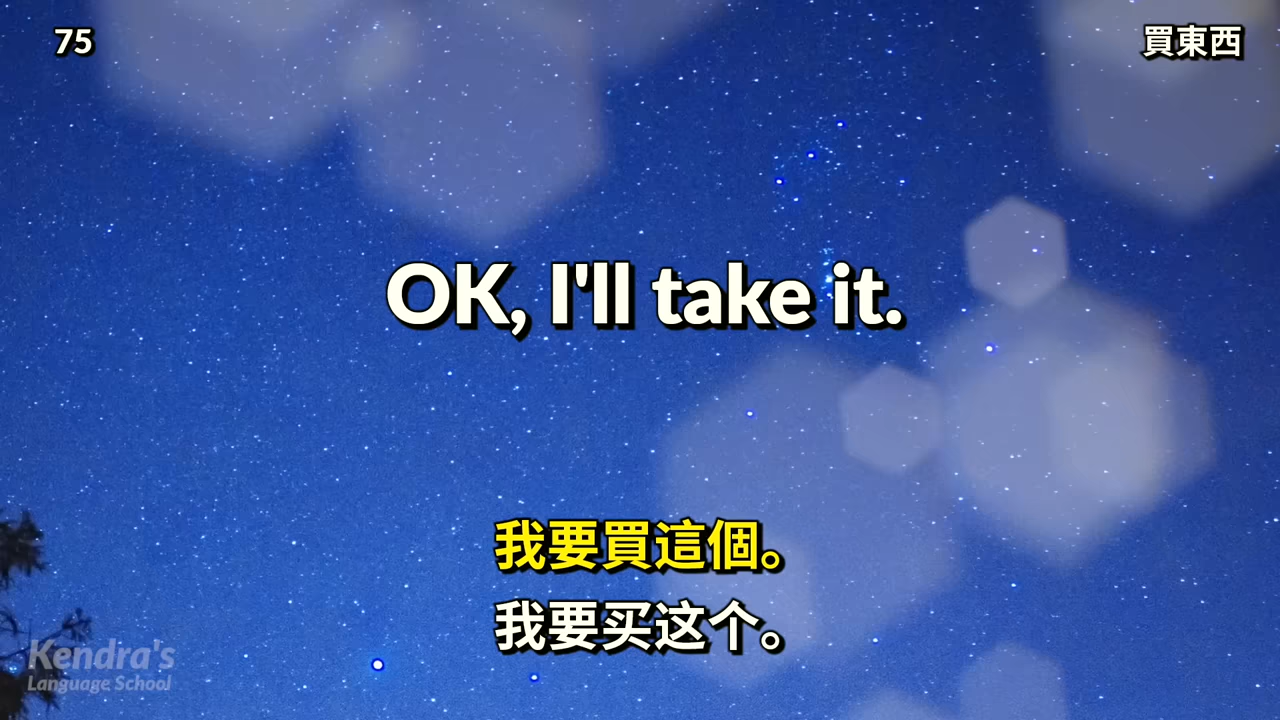 75
買東西
OK, I'll take it.
我要買這個。
我要买这个。
Kendra's
Language School